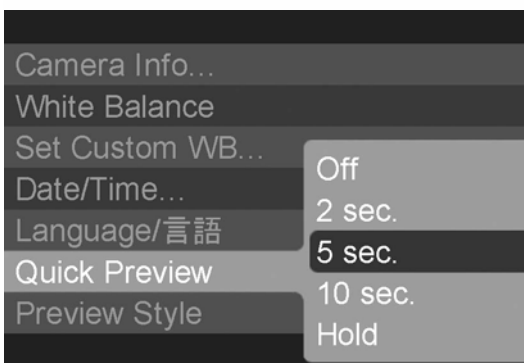 Camera Info...
White Balance
Set Custom WB...
Date/Time...
Language/言語
Quick Preview
Preview Style
Off
2 sec.
5 sec.
10 sec.
Hold